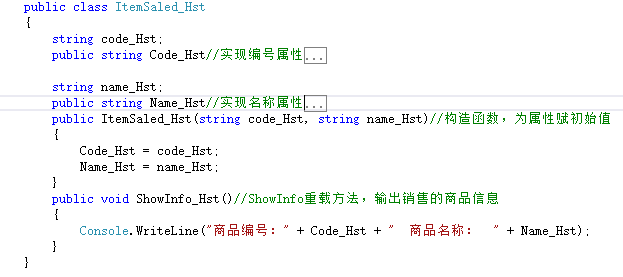 public class ItemSaled_Hst
{
string code_Hst;
public string Code_Hst//实现编号属性...
string name_Hst;
public string Name_Hst//实现名称属性...
public ItemSaled_Hst(string code_Hst, string name_Hst)//构造函数，为属性赋初始值
{
Code_Hst = code_Hst;
Name_Hst = name_Hst;
}
public void ShowInfo_Hst()//ShowInfo重载方法，输出销售的商品信息
{
Console.WriteLine("商品编号：" + Code_Hst + "  商品名称：  " + Name_Hst);
}
}